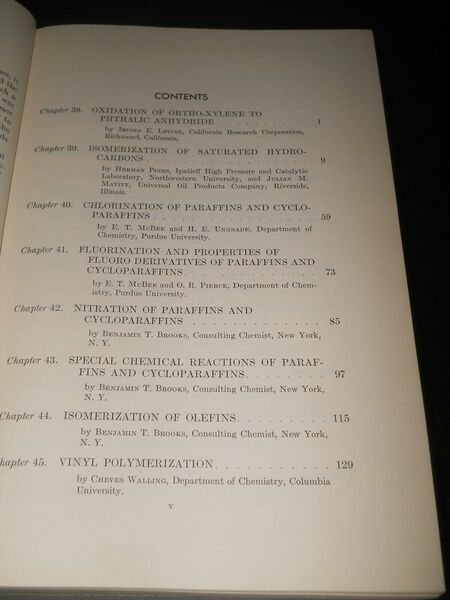 CONTENTS
Chapter 38. OXIDATION OF ORTHO-XYLENE TO
PHTHALIC ANHYDRIDE . . . . . . . . . . . . 1
by Irving E. Levine, California Research Corporation,
Richmond, California.
Chapter 39. ISOMERIZATION OF SATURATED HYDRO-
CARBONS . . . . . . . . . . . . . . . . . . 9
by Herman Pines, Ipatieff High Pressure and Catalytic
Laboratory, Northwestern University, and Julian M.
Mavity, Universal Oil Products Company, Riverside,
Illinois.
Chapter 40. CHLORINATION OF PARAFFINS AND CYCLO-
PARAFFINS . . . . . . . . . . . . . . . . . 59
by E. T. McBee and H. E. Ungnade, Department of
Chemistry, Purdue University.
Chapter 41. FLUORINATION AND PROPERTIES OF
FLUORO DERIVATIVES OF PARAFFINS AND
CYCLOPARAFFINS . . . . . . . . . . . . . . 73
by E. T. McBee and O. R. Pierce, Department of Chem-
istry, Purdue University.
Chapter 42. NITRATION OF PARAFFINS AND
CYCLOPARAFFINS . . . . . . . . . . . . . 85
by Benjamin T. Brooks, Consulting Chemist, New York,
N. Y.
Chapter 43. SPECIAL CHEMICAL REACTIONS OF PARAF-
FINS AND CYCLOPARAFFINS . . . . . . . . 97
by Benjamin T. Brooks, Consulting Chemist, New York,
N. Y.
Chapter 44. ISOMERIZATION OF OLEFINS . . . . . . . . 115
by Benjamin T. Brooks, Consulting Chemist, New York,
N. Y.
hapter 45. VINYL POLYMERIZATION . . . . . . . . . . . 129
by Cheves Walling, Department of Chemistry, Columbia
University.
v